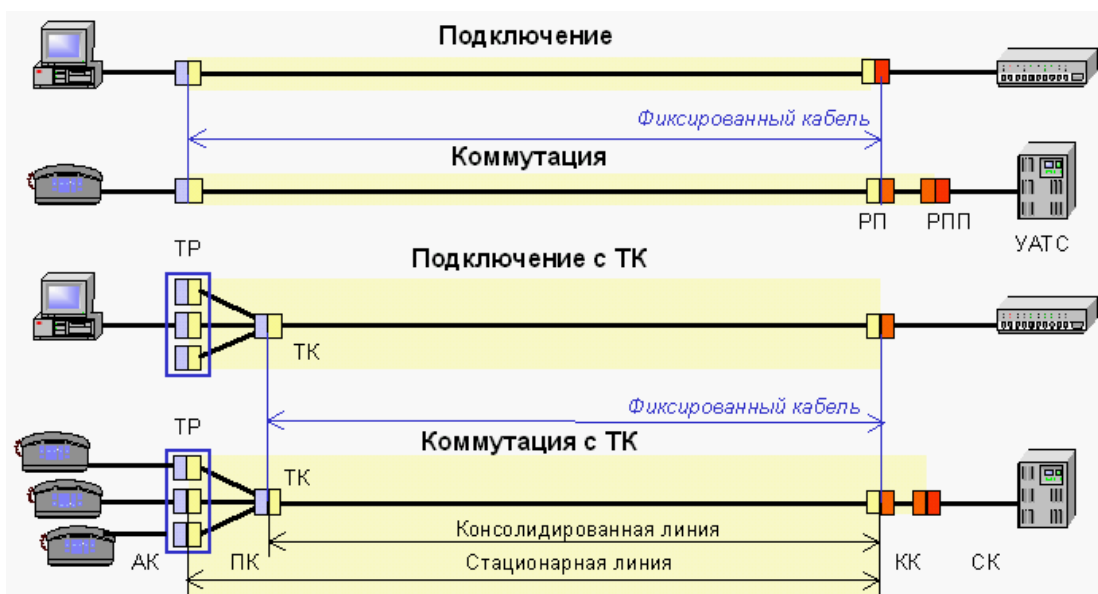 Подключение
Фиксированный кабель
Коммутация
РП РПП
УАТС
ТР
Подключение с ТК
ТК
Фиксированный кабель
ТР
Коммутация с ТК
ТК
Консолидированная линия
АК ПК Стационарная линия КК СК